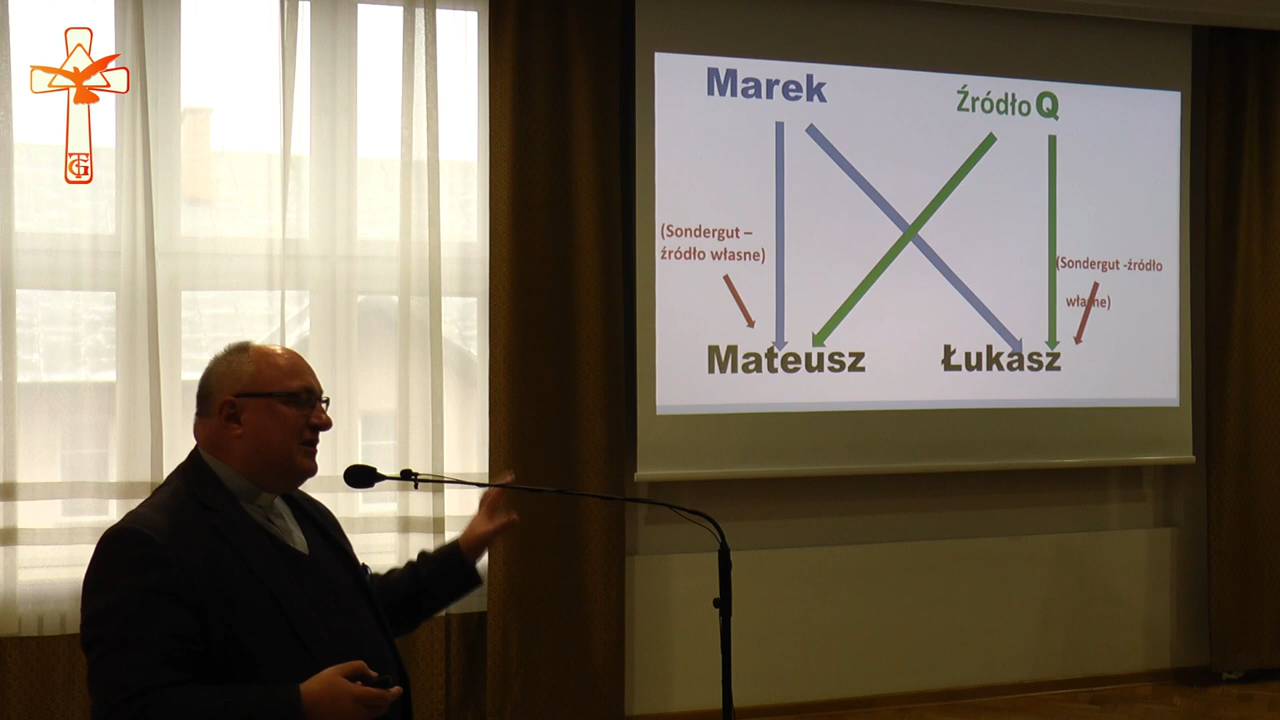 Marek
Źródło Q
(Sondergut –
źródło własne)
(Sondergut -źródło
własne)
Mateusz
Łukasz